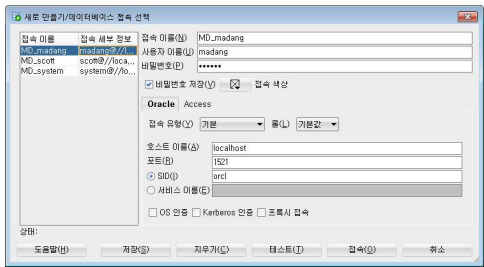 새로 만들기/데이터베이스 접속 선택
접속 이름 접속 세부 정보
MD_madang madang@//l...
MD_scott scott@//loca...
MD_system system@//lo...
접속 이름(N) MD_madang
사용자 이름(U) madang
비밀번호(P) ••••••
비밀번호 저장(V) 접속 색상
Oracle Access
접속 유형(Y) 기본 롤(L) 기본값
호스트 이름(A) localhost
포트(R) 1521
SID(I) orcl
서비스 이름(E)
OS 인증 Kerberos 인증 프록시 접속
상태:
도움말(H) 저장(S) 지우기(C) 테스트(T) 접속(O) 취소